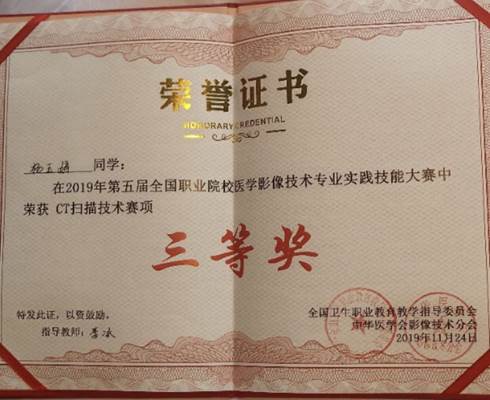 荣誉证书
HONORARY CREDENTIAL
杨玉娟 同学:
在2019年第五届全国职业院校医学影像技术专业实践技能大赛中
荣获 CT扫描技术赛项
三等奖
特发此证,以资鼓励。
指导教师:李冰
全国卫生职业教育教学指导委员会
中华医学会影像技术分会
2019年11月24日